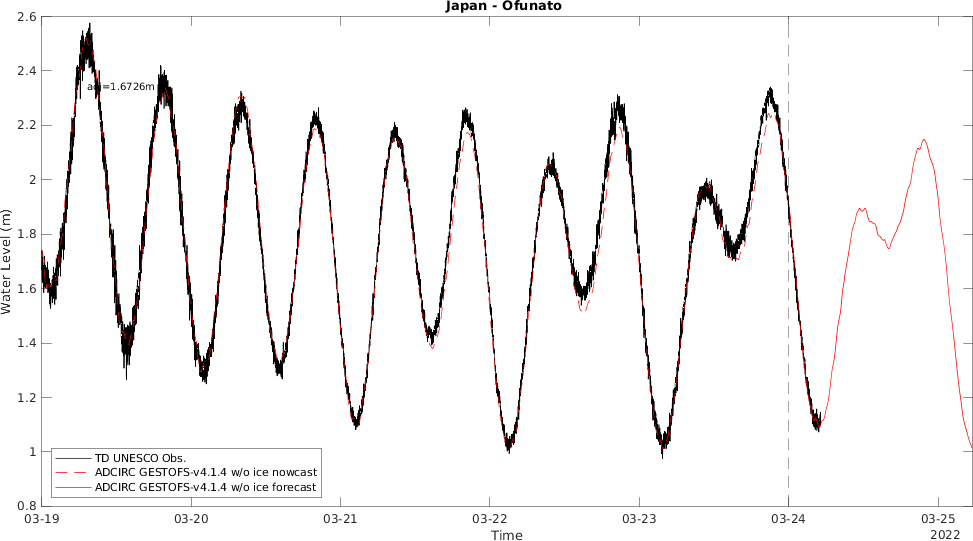 Japan - Ofunato
2.6
2.4
adj=1.6726m
2.2
2
1.8
Water Level (m)
1.6
1.4
1.2
1
0.8
TD UNESCO Obs.
ADCIRC GESTOFS-v4.1.4 w/o ice nowcast
ADCIRC GESTOFS-v4.1.4 w/o ice forecast
03-19 03-20 03-21 03-22 03-23 03-24 03-25
Time 2022